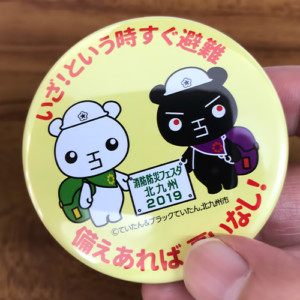 いざ!という時すぐ避難
消防防災フェスタ
北九州
2019
©ていたん&ブラックていたん,北九州市
備えあれば憂いなし!